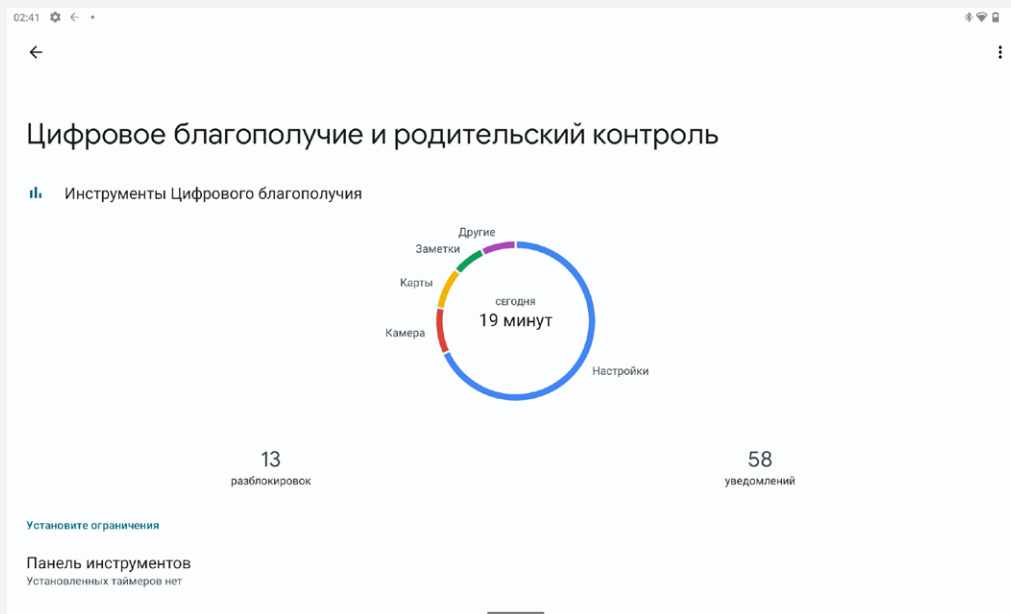 02:41
Цифровое благополучие и родительский контроль
Инструменты Цифрового благополучия
Другие
Заметки
Карты
Камера
СЕГОДНЯ
19 минут
Настройки
13
разблокировок
58
уведомлений
Установите ограничения
Панель инструментов
Установленных таймеров нет